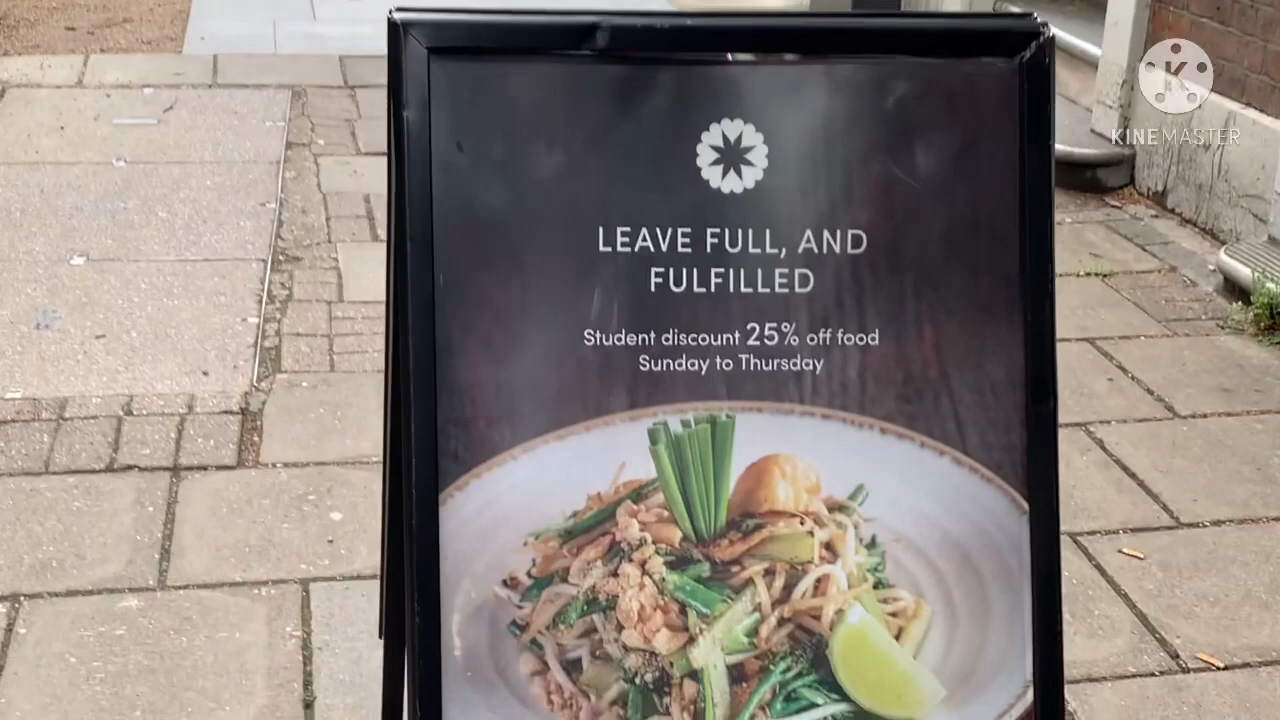 KINEMASTER
LEAVE FULL, AND
FULFILLED
Student discount 25% off food
Sunday to Thursday